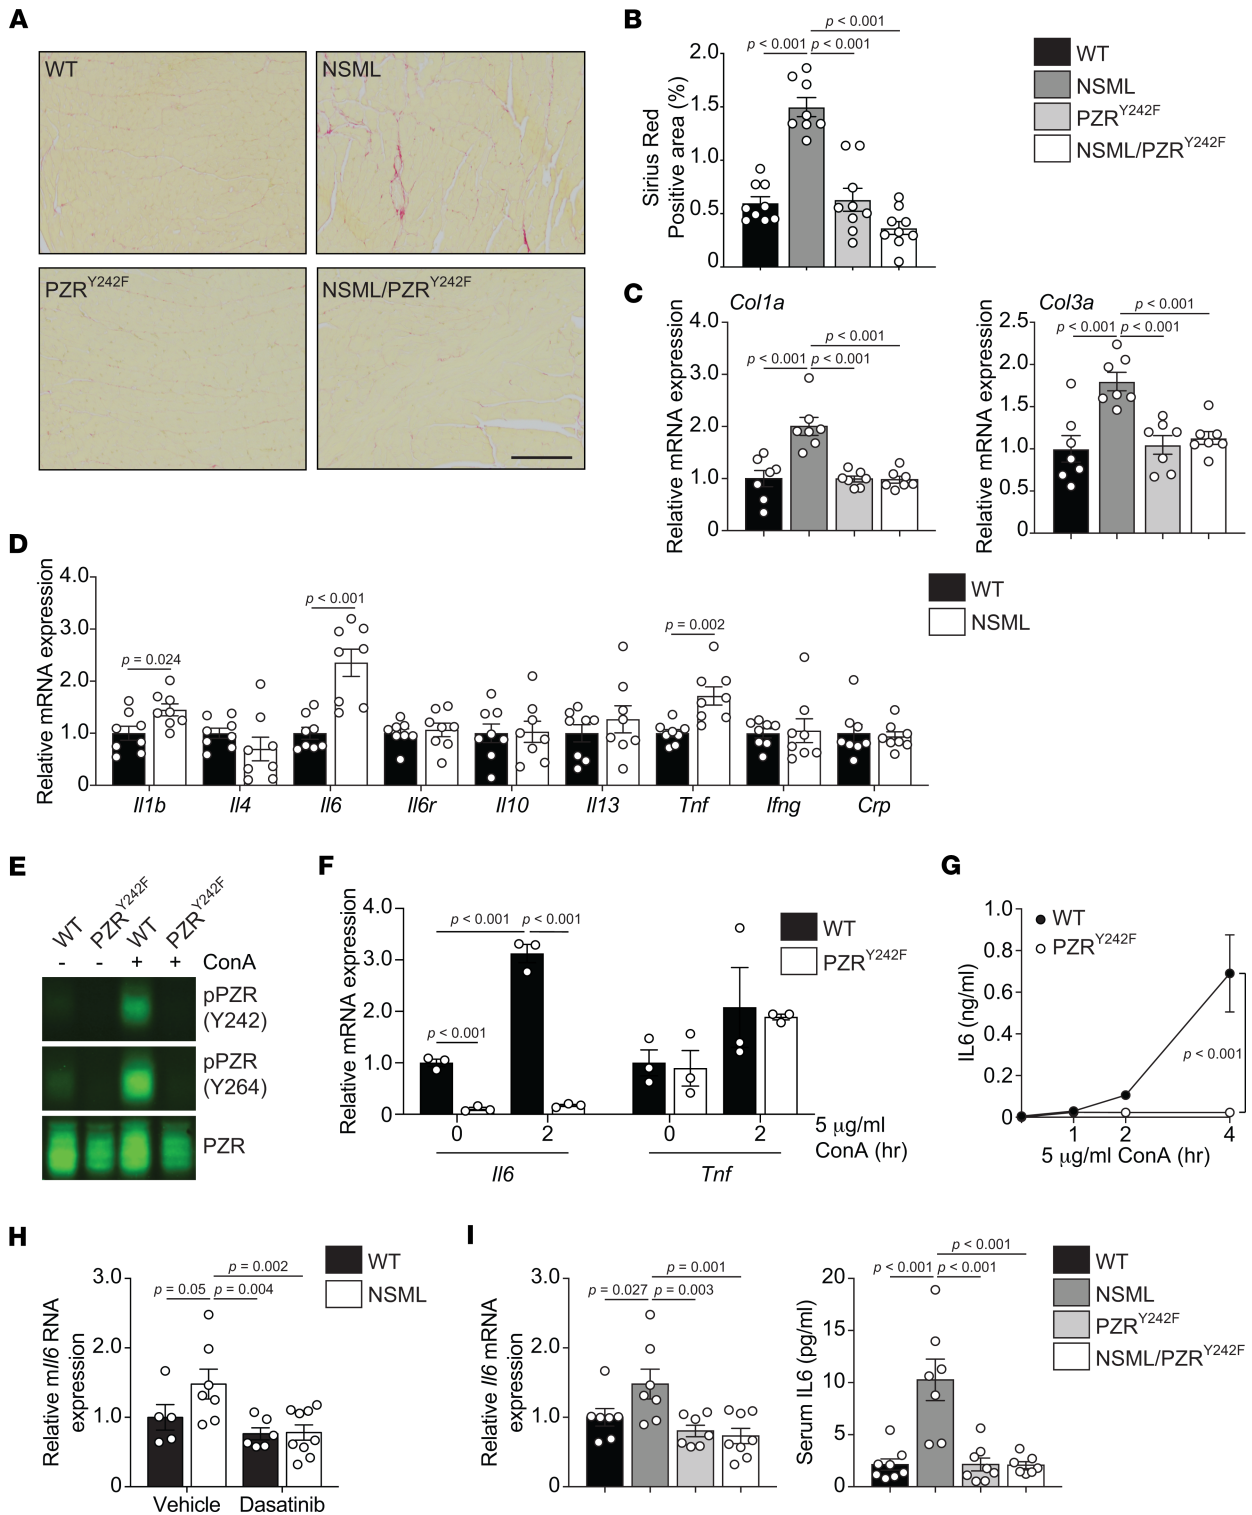 A
WT
NSML
PZRY242F
NSML/PZRY242F
B
Sirius Red
Positive area (%)
2.0
1.5
1.0
0.5
0
p < 0.001
p < 0.001
p < 0.001
WT
NSML
PZRY242F
NSML/PZRY242F
C
Col1a
Relative mRNA expression
4.0
3.0
2.0
1.0
0
p < 0.001
p < 0.001
p < 0.001
Col3a
Relative mRNA expression
2.5
2.0
1.5
1.0
0.5
0
p < 0.001
p < 0.001
p < 0.001
D
Relative mRNA expression
4.0
3.0
2.0
1.0
0
p = 0.024
p < 0.001
p = 0.002
Il1b
Il4
Il6
Il6r
Il10
Il13
Tnf
Ifng
Crp
WT
NSML
E
WT
PZRY242F
WT
PZRY242F
- - + + ConA
pPZR
(Y242)
pPZR
(Y264)
PZR
F
Relative mRNA expression
4.0
3.0
2.0
1.0
0
p < 0.001
p < 0.001
p < 0.001
WT
PZRY242F
0 2 0 2
5 μg/ml
ConA (hr)
Il6
Tnf
G
IL6 (ng/ml)
1.0
0.8
0.6
0.4
0.2
0
WT
PZRY242F
p < 0.001
1 2 4
5 μg/ml ConA (hr)
H
Relative mIl6 RNA
expression
3.0
2.0
1.0
0
p = 0.002
p = 0.05
p = 0.004
Vehicle
Dasatinib
WT
NSML
I
Relative Il6 mRNA
expression
3.0
2.0
1.0
0
p = 0.001
p = 0.027
p = 0.003
Serum IL6 (pg/ml)
20
15
10
5
0
p < 0.001
p < 0.001
p < 0.001
WT
NSML
PZRY242F
NSML/PZRY242F